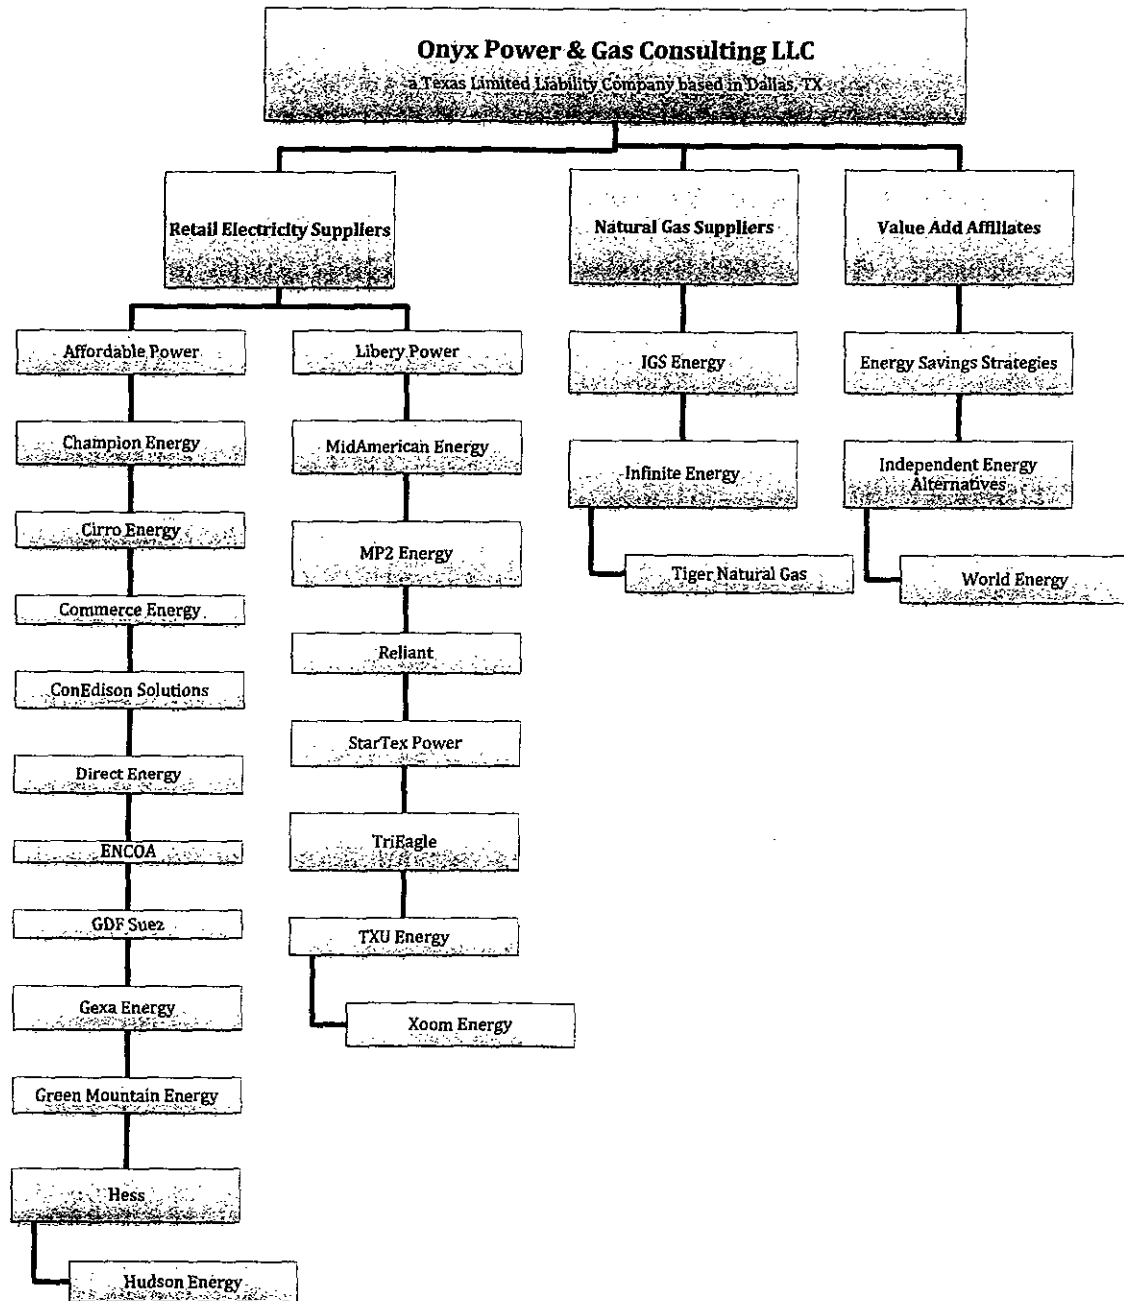 Onyx Power & Gas Consulting LLC
a Texas Limited Liability Company based in Dallas, TX
Retail Electricity Suppliers
Affordable Power
Champion Energy
Cirro Energy
Commerce Energy
ConEdison Solutions
Direct Energy
ENCOA
GDF Suez
Gexa Energy
Green Mountain Energy
Hess
Hudson Energy
Libery Power
MidAmerican Energy
MP2 Energy
Reliant
StarTex Power
TriEagle
TXU Energy
Xoom Energy
Natural Gas Suppliers
IGS Energy
Infinite Energy
Tiger Natural Gas
Value Add Affiliates
Energy Savings Strategies
Independent Energy
Alternatives
World Energy